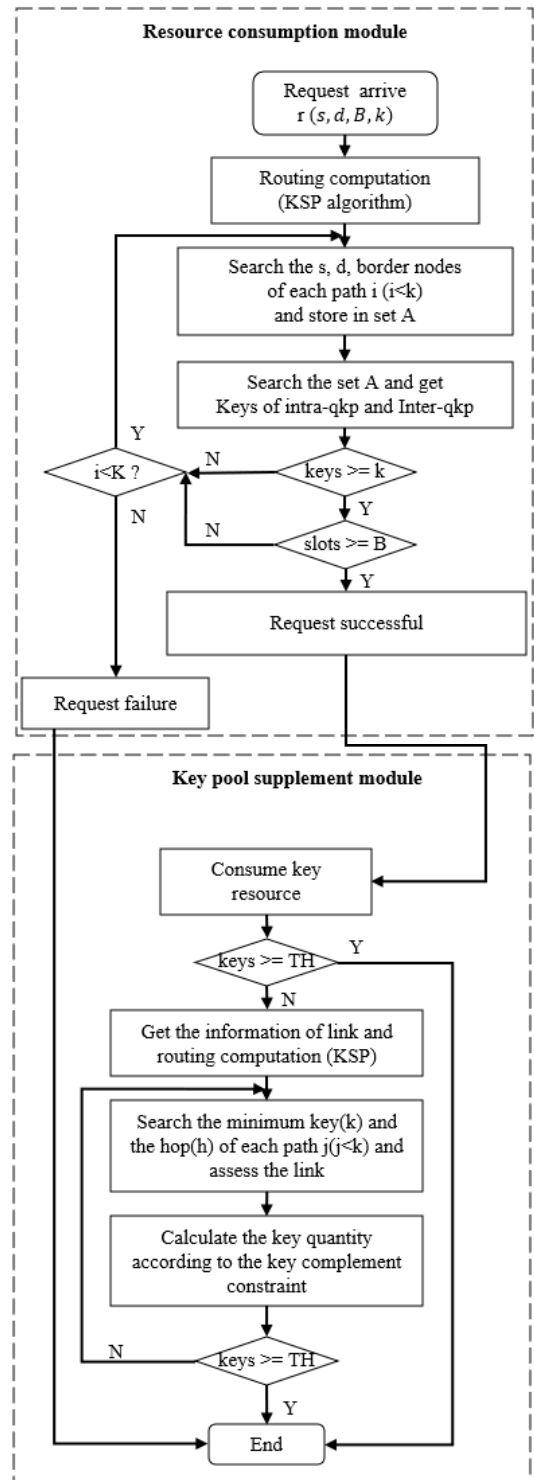 Resource consumption module
Request arrive
r (s, d, B, k)
Routing computation
(KSP algorithm)
Search the s, d, border nodes
of each path i (i<k)
and store in set A
Search the set A and get
Keys of intra-qkp and Inter-qkp
Y
i<K ?
N
keys >= k
N
Y
N
slots >= B
Y
Request successful
Request failure
Key pool supplement module
Consume key
resource
keys >= TH
Y
N
Get the information of link and
routing computation (KSP)
Search the minimum key(k) and
the hop(h) of each path j(j<k) and
assess the link
Calculate the key quantity
according to the key complement
constraint
N
keys >= TH
Y
End